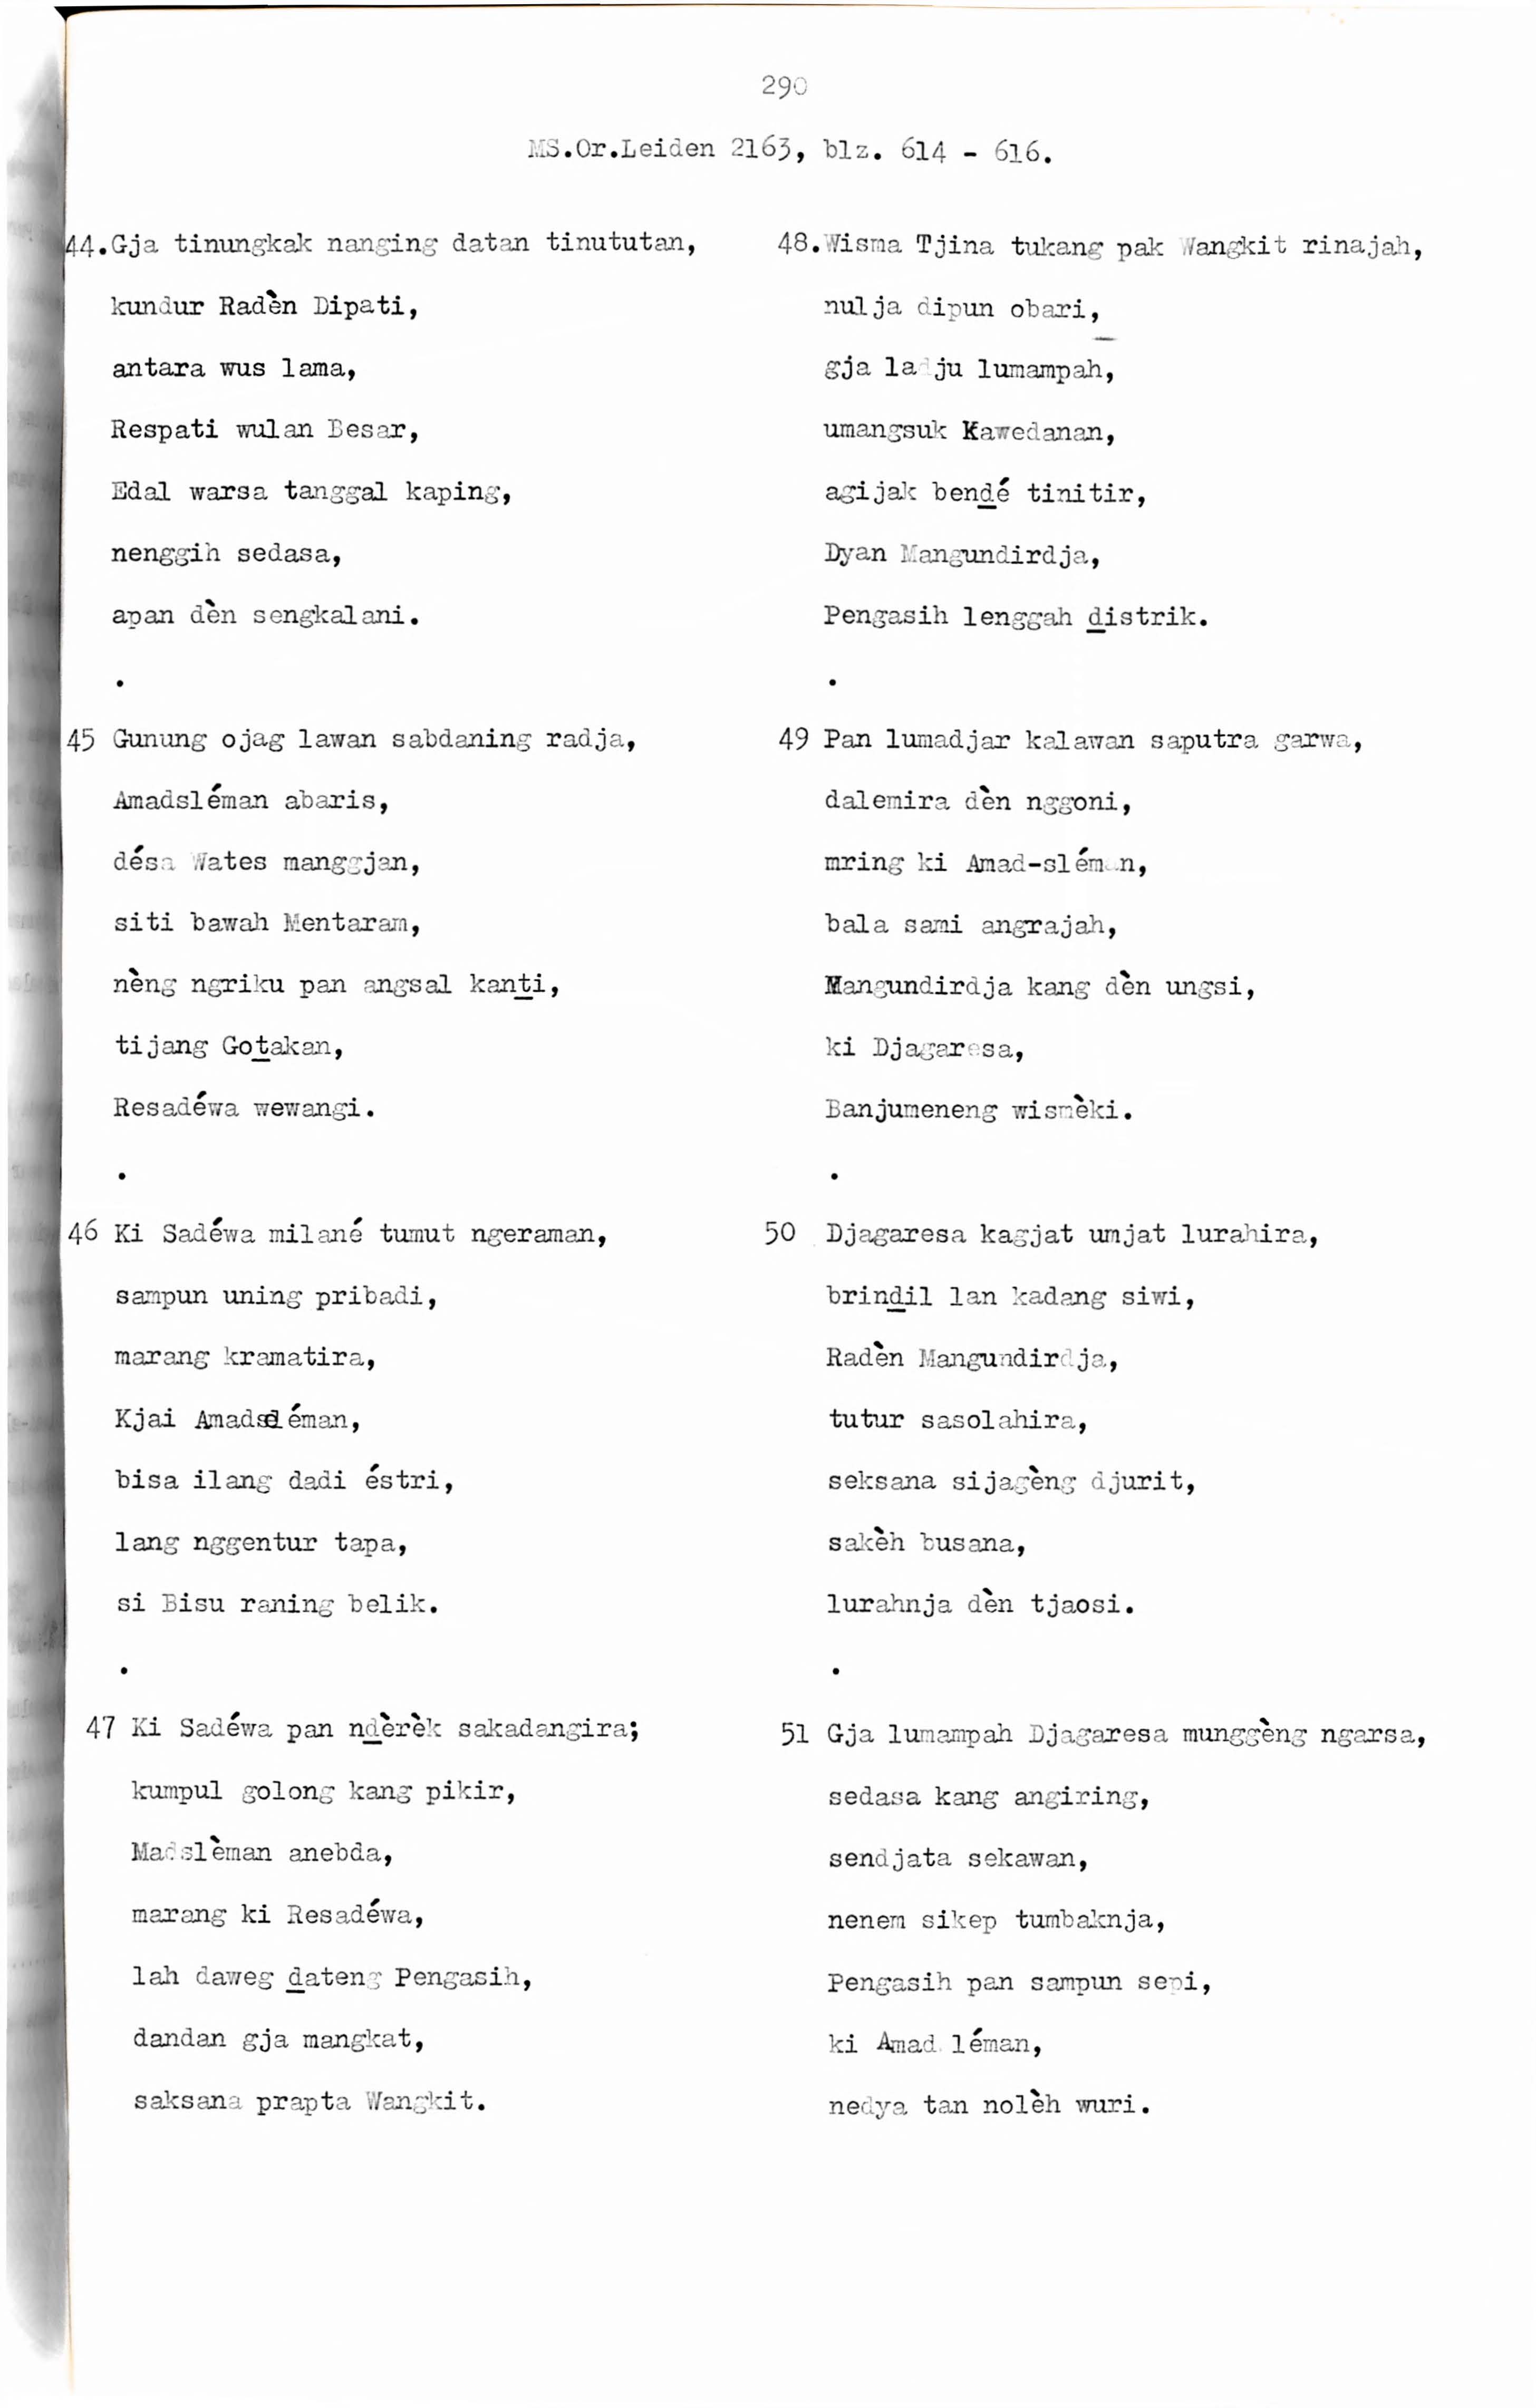 290
MS.Or.Leiden 2163, blz. 614 - 616.
44.Gja tinungkak nanging datan tinututan,
kundur Radèn Dipati,
antara wus lama,
Respati wulan Besar,
Edal warsa tanggal kaping,
nenggih sedasa,
apan dèn sengkalani.
.
45 Gunung ojag lawan sabdaning radja,
Amadsléman abaris,
désa Wates manggjan,
siti bawah Mentaram,
nèng ngriku pan angsal kanṯi,
tijang Goṯakan,
Resadéwa wewangi.
.
46 Ki Sadéwa milané tumut ngeraman,
sampun uning pribadi,
marang kramatira,
Kjai Amadsléman,
bisa ilang dadi éstri,
lang nggentur tapa,
si Bisu raning belik.
.
47 Ki Sadéwa pan nḏèrèk sakadangira;
kumpul golong kang pikir,
Madslèman anebda,
marang ki Resadéwa,
lah daweg ḏateng Pengasih,
dandan gja mangkat,
saksana prapta Wangkit.
48.Wisma Tjina tukang pak Wangkit rinajah,
nulja dipun obari,
gja ladju lumampah,
umangsuk Kawedanan,
agijak benḏé tinitir,
Dyan Mangundirdja,
Pengasih lenggah ḏistrik.
.
49 Pan lumadjar kalawan saputra garwa,
dalemira dèn nggoni,
mring ki Amad-sléman,
bala sami angrajah,
Mangundirdja kang dèn ungsi,
ki Djagaresa,
Banjumeneng wismèki.
.
50 Djagaresa kagjat umjat lurahira,
brinḏil lan kadang siwi,
Radèn Mangundirdja,
tutur sasolahira,
seksana sijagèng djurit,
sakèh busana,
lurahnja dèn tjaosi.
.
51 Gja lumampah Djagaresa munggèng ngarsa,
sedasa kang angiring,
sendjata sekawan,
nenem sikep tumbaknja,
Pengasih pan sampun sepi,
ki Amad léman,
nedya tan nolèh wuri.